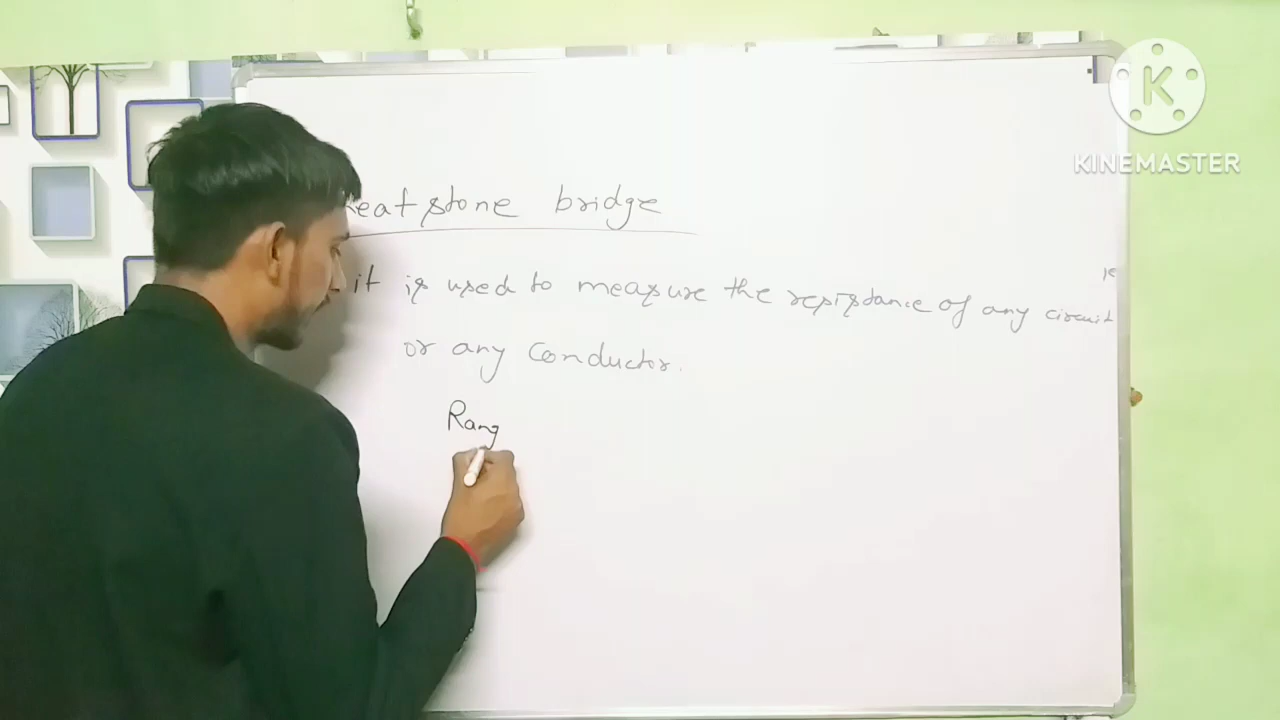 eatstone bridge
it is used to measure the resistance of any circuit
or any Conductor.
Rang
K
KINEMASTER